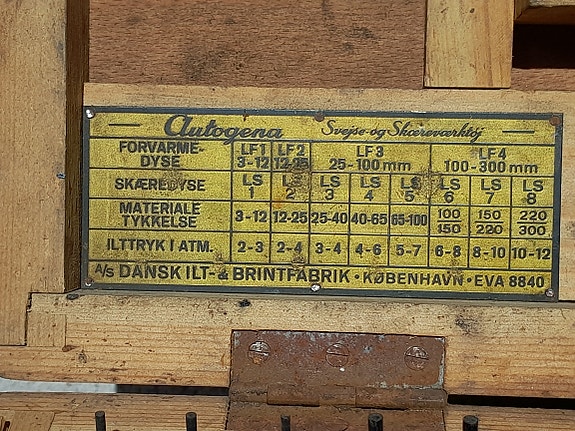 Autogena Svejse-og Skæreværktøj
FORVARME-DYSE LF1 3-12 LF2 12-25 LF3 25-100 mm LF4 100-300 mm
SKÆREDYSE LS 1 LS 2 LS 3 LS 4 LS 5 LS 6 LS 7 LS 8
MATERIALE TYKKELSE 3-12 12-25 25-40 40-65 65-100 100 150 150 220 220 300
ILTTRYK I ATM. 2-3 2-4 3-4 4-6 5-7 6-8 8-10 10-12
A/s DANSK ILT- & BRINTFABRIK · KØBENHAVN · EVA 8840